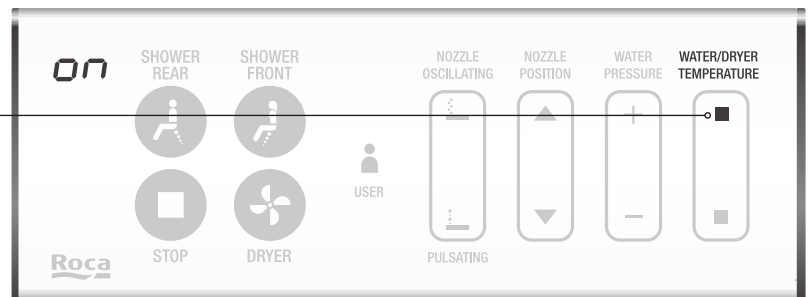 on
SHOWER
REAR
SHOWER
FRONT
NOZZLE
OSCILLATING
NOZZLE
POSITION
WATER
PRESSURE
WATER/DRYER
TEMPERATURE
+
−
USER
STOP
DRYER
PULSATING
Roca